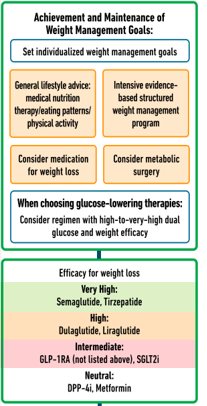 Achievement and Maintenance of
Weight Management Goals:
Set individualized weight management goals
General lifestyle advice:
medical nutrition
therapy/eating patterns/
physical activity
Intensive evidence-
based structured
weight management
program
Consider medication
for weight loss
Consider metabolic
surgery
When choosing glucose-lowering therapies:
Consider regimen with high-to-very-high dual
glucose and weight efficacy
Efficacy for weight loss
Very High:
Semaglutide, Tirzepatide
High:
Dulaglutide, Liraglutide
Intermediate:
GLP-1RA (not listed above), SGLT2i
Neutral:
DPP-4i, Metformin